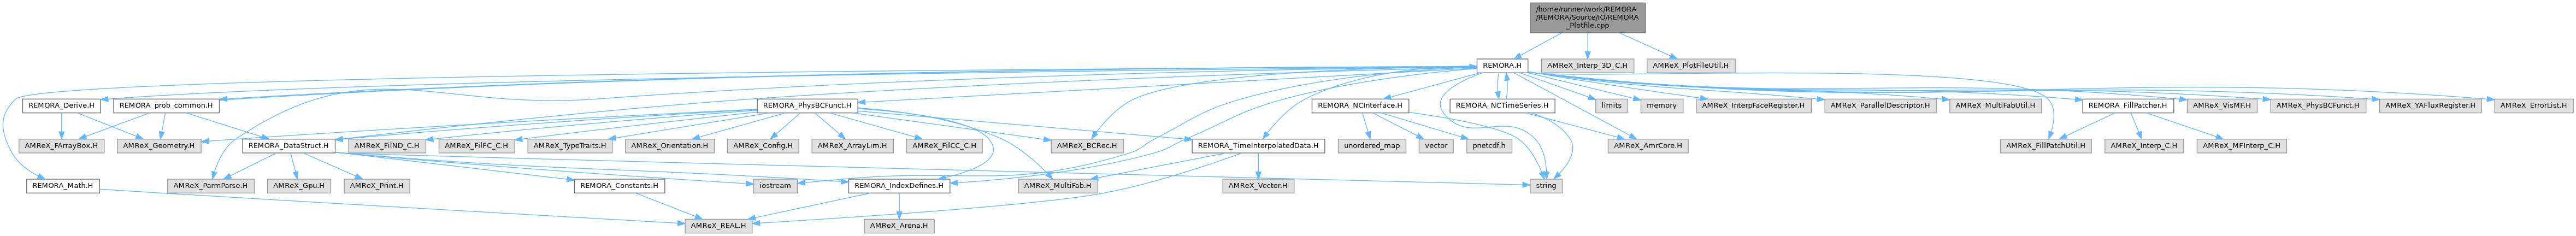 /home/runner/work/REMORA
/REMORA/Source/IO/REMORA
_Plotfile.cpp
REMORA.H
AMReX_Interp_3D_C.H
AMReX_PlotFileUtil.H
REMORA_Derive.H
REMORA_prob_common.H
REMORA_PhysBCFunct.H
REMORA_NCInterface.H
REMORA_NCTimeSeries.H
limits
memory
AMReX_InterpFaceRegister.H
AMReX_ParallelDescriptor.H
AMReX_MultiFabUtil.H
REMORA_FillPatcher.H
AMReX_VisMF.H
AMReX_PhysBCFunct.H
AMReX_YAFluxRegister.H
AMReX_ErrorList.H
AMReX_FArrayBox.H
AMReX_Geometry.H
REMORA_DataStruct.H
AMReX_FilND_C.H
AMReX_FilFC_C.H
AMReX_TypeTraits.H
AMReX_Orientation.H
AMReX_Config.H
AMReX_ArrayLim.H
AMReX_FilCC_C.H
AMReX_BCRec.H
REMORA_TimeInterpolatedData.H
unordered_map
vector
pnetcdf.h
AMReX_AmrCore.H
AMReX_FillPatchUtil.H
AMReX_Interp_C.H
AMReX_MFInterp_C.H
REMORA_Math.H
AMReX_ParmParse.H
AMReX_Gpu.H
AMReX_Print.H
REMORA_Constants.H
iostream
REMORA_IndexDefines.H
AMReX_MultiFab.H
AMReX_Vector.H
string
AMReX_REAL.H
AMReX_Arena.H